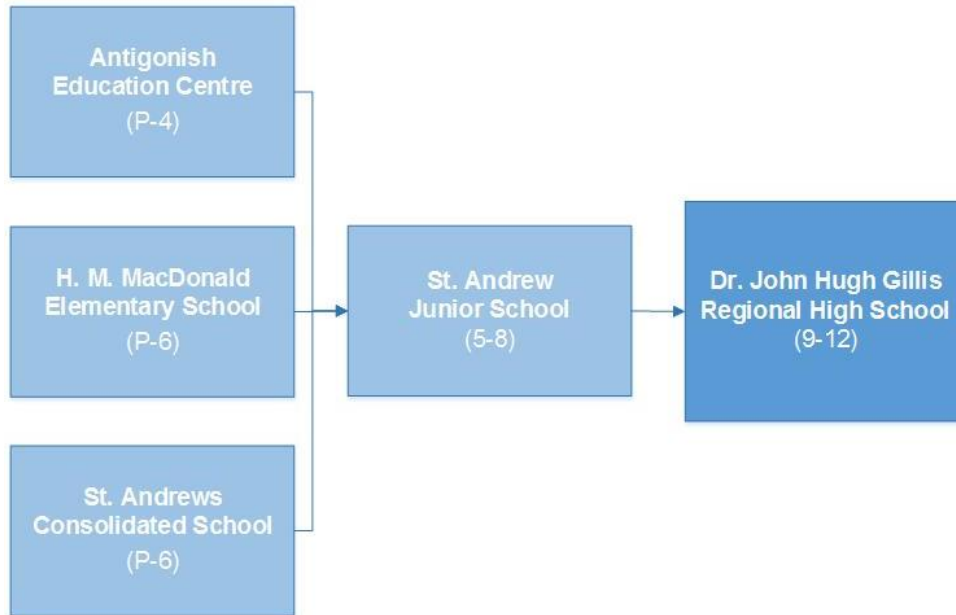 Antigonish
Education Centre
(P-4)
H. M. MacDonald
Elementary School
(P-6)
St. Andrews
Consolidated School
(P-6)
St. Andrew
Junior School
(5-8)
Dr. John Hugh Gillis
Regional High School
(9-12)